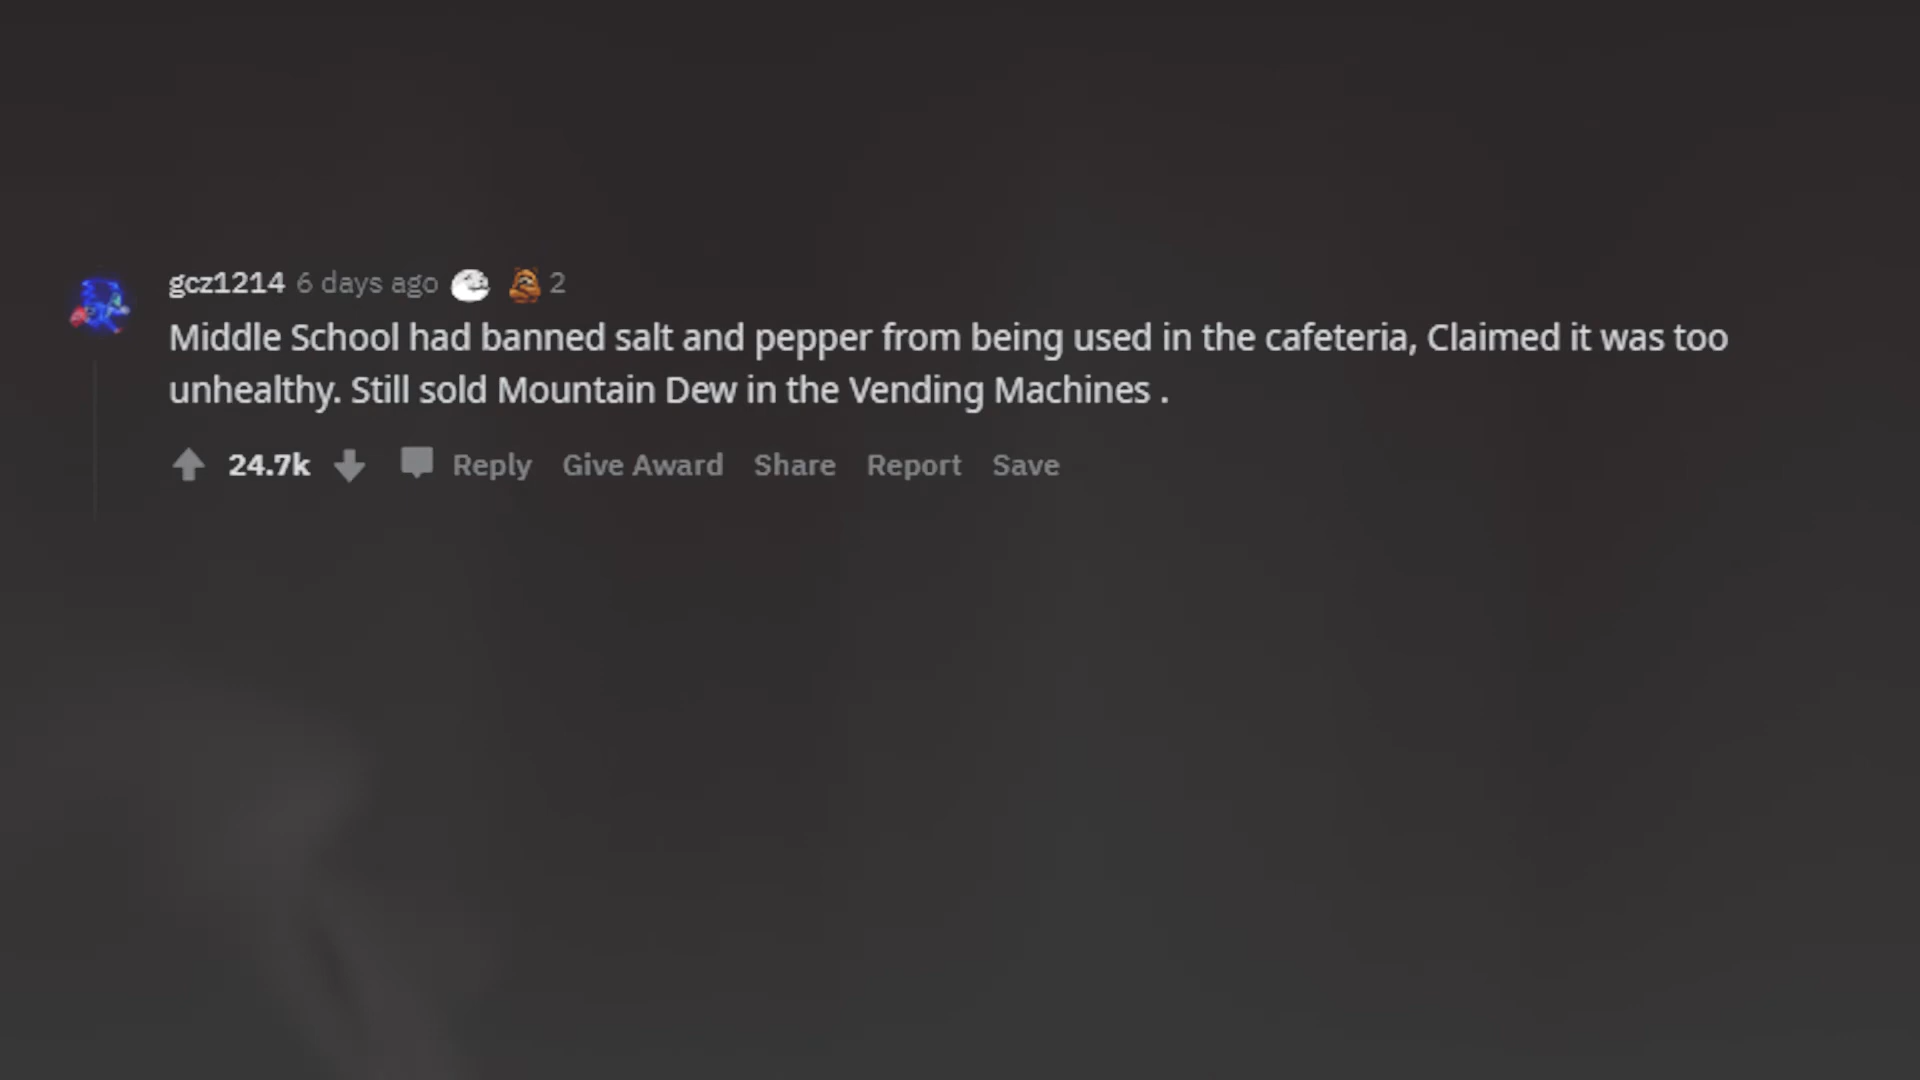 gcz1214 6 days ago 2
Middle School had banned salt and pepper from being used in the cafeteria, Claimed it was too
unhealthy. Still sold Mountain Dew in the Vending Machines .
24.7k Reply Give Award Share Report Save